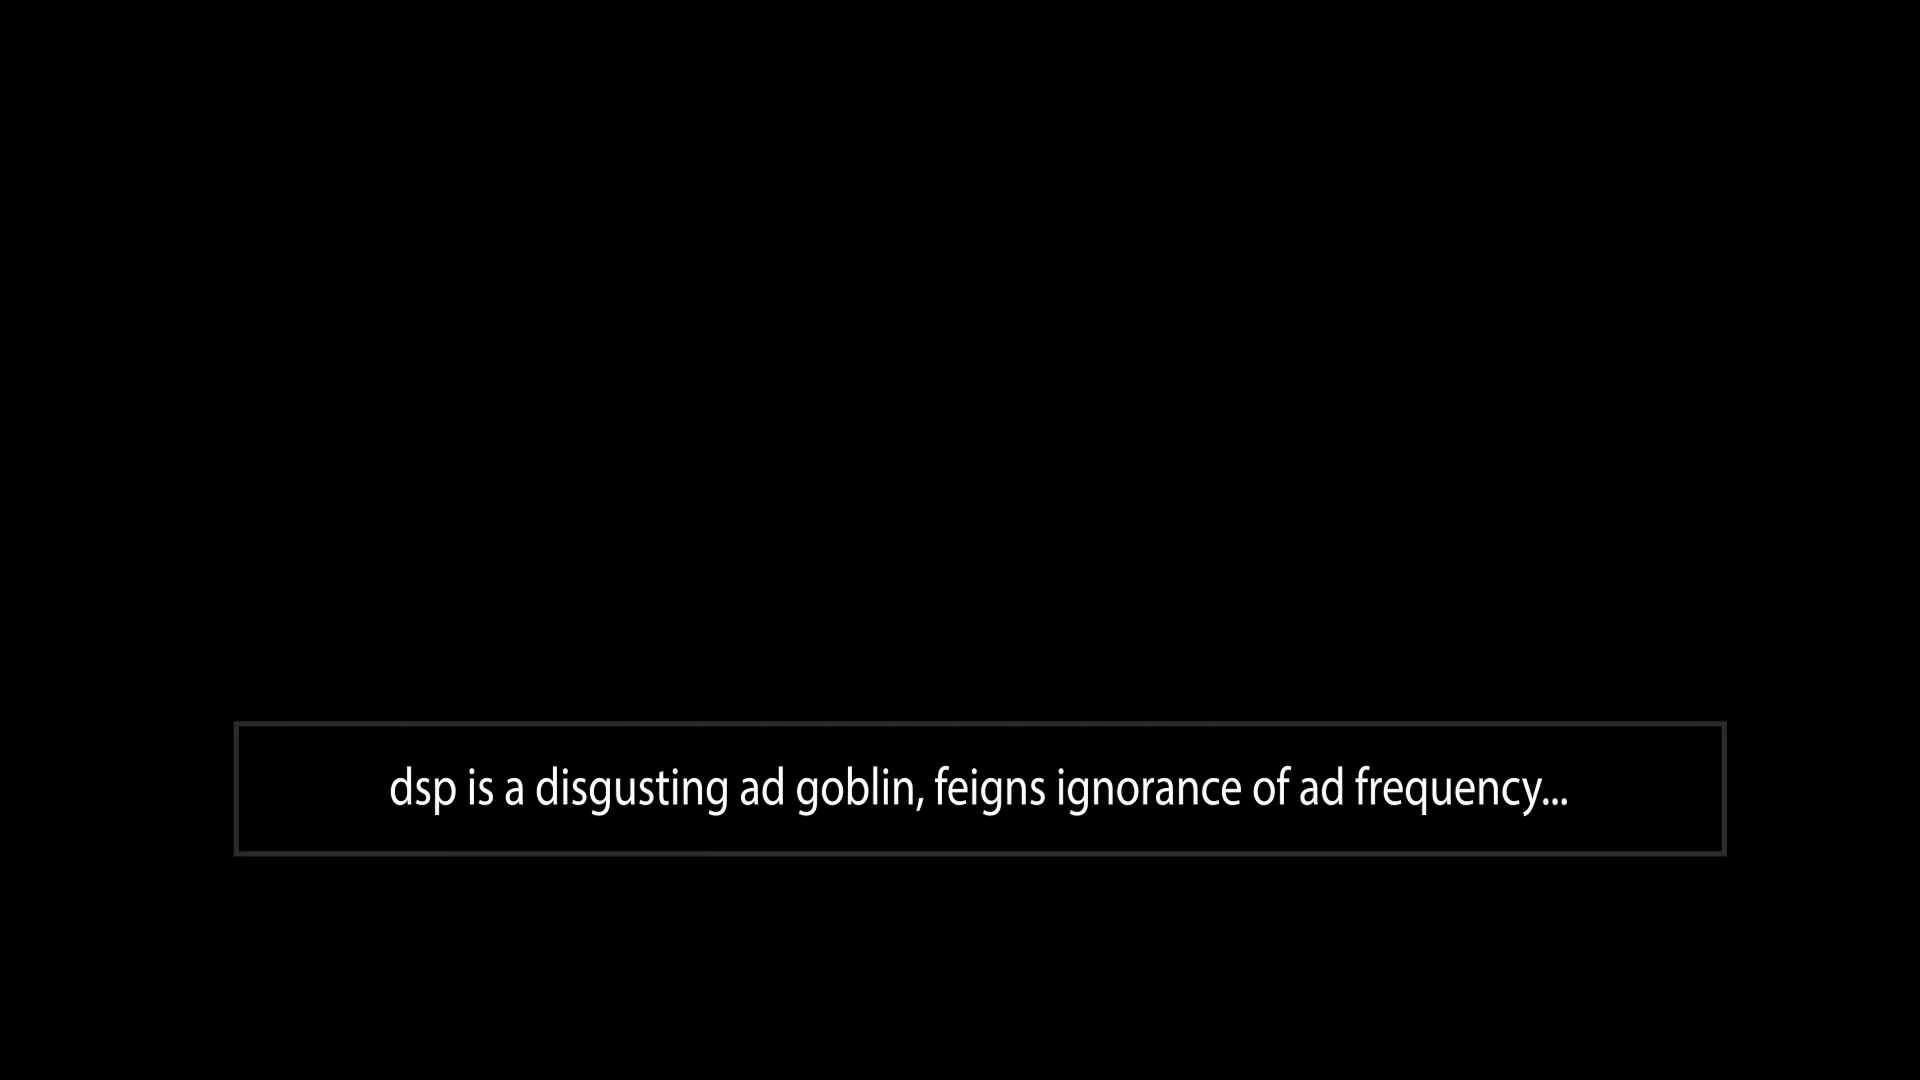 dsp is a disgusting ad goblin, feigns ignorance of ad frequency...